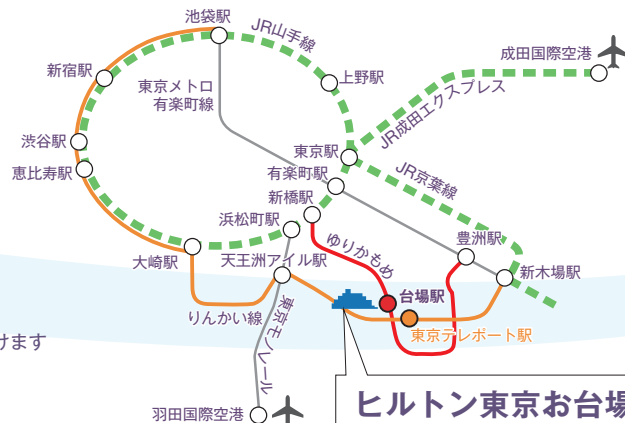 池袋駅
JR山手線
成田国際空港
新宿駅
上野駅
東京メトロ
有楽町線
JR成田エクスプレス
渋谷駅
東京駅
恵比寿駅
有楽町駅
JR京葉線
新橋駅
浜松町駅
ゆりかもめ
豊洲駅
大崎駅
天王洲アイル駅
新木場駅
台場駅
りんかい線
東京モノレール
東京テレポート駅
けます
ヒルトン東京お台場
羽田国際空港